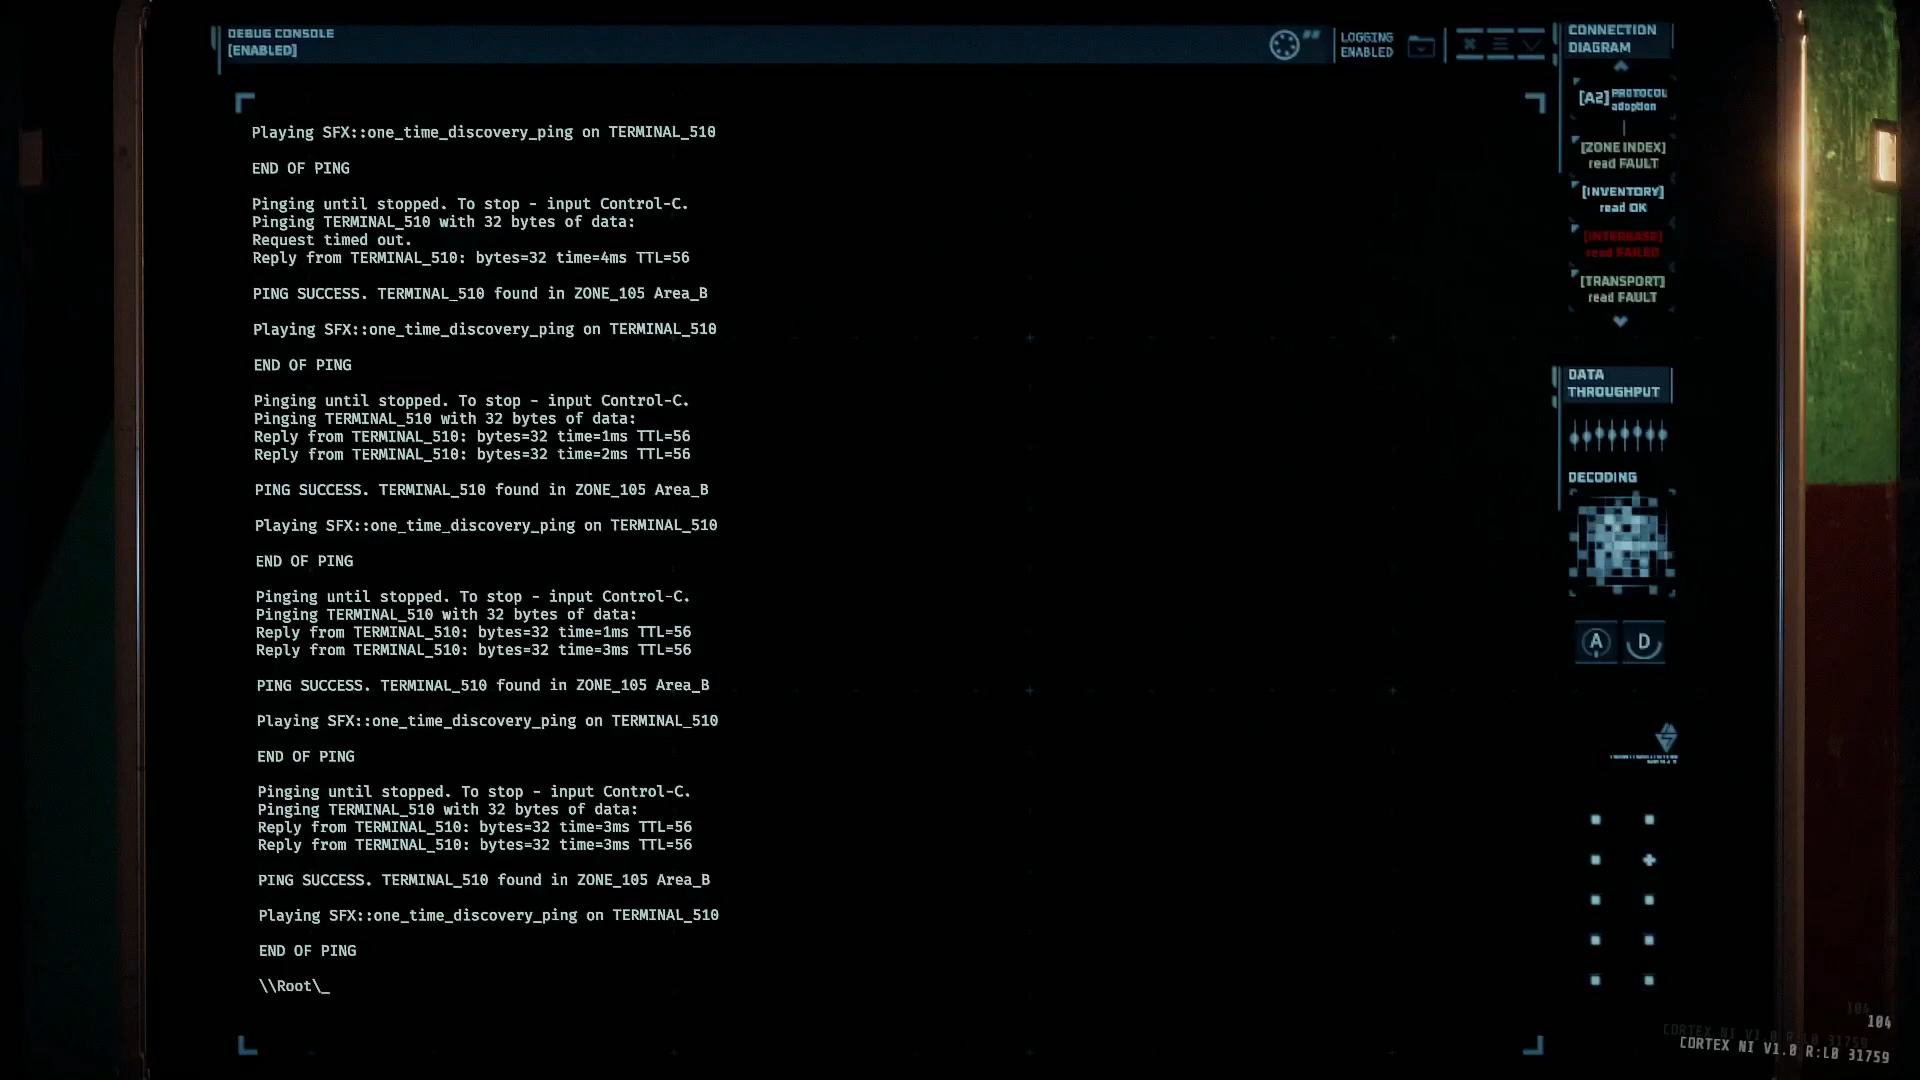 DEBUG CONSOLE
[ENABLED]
LOGGING
ENABLED
Playing SFX::one_time_discovery_ping on TERMINAL_510
END OF PING
Pinging until stopped. To stop - input Control-C.
Pinging TERMINAL_510 with 32 bytes of data:
Request timed out.
Reply from TERMINAL_510: bytes=32 time=4ms TTL=56
PING SUCCESS. TERMINAL_510 found in ZONE_105 Area_B
Playing SFX::one_time_discovery_ping on TERMINAL_510
END OF PING
Pinging until stopped. To stop - input Control-C.
Pinging TERMINAL_510 with 32 bytes of data:
Reply from TERMINAL_510: bytes=32 time=1ms TTL=56
Reply from TERMINAL_510: bytes=32 time=2ms TTL=56
PING SUCCESS. TERMINAL_510 found in ZONE_105 Area_B
Playing SFX::one_time_discovery_ping on TERMINAL_510
END OF PING
Pinging until stopped. To stop - input Control-C.
Pinging TERMINAL_510 with 32 bytes of data:
Reply from TERMINAL_510: bytes=32 time=1ms TTL=56
Reply from TERMINAL_510: bytes=32 time=3ms TTL=56
PING SUCCESS. TERMINAL_510 found in ZONE_105 Area_B
Playing SFX::one_time_discovery_ping on TERMINAL_510
END OF PING
Pinging until stopped. To stop - input Control-C.
Pinging TERMINAL_510 with 32 bytes of data:
Reply from TERMINAL_510: bytes=32 time=3ms TTL=56
Reply from TERMINAL_510: bytes=32 time=3ms TTL=56
PING SUCCESS. TERMINAL_510 found in ZONE_105 Area_B
Playing SFX::one_time_discovery_ping on TERMINAL_510
END OF PING
\\Root\_
CONNECTION
DIAGRAM
[A2] PROTOCOL
adoption
[ZONE INDEX]
read FAULT
[INVENTORY]
read OK
[INTERBASE]
read FAILED
[TRANSPORT]
read FAULT
DATA
THROUGHPUT
DECODING
A D
104
CORTEX NI V1.0 R:L0 31759